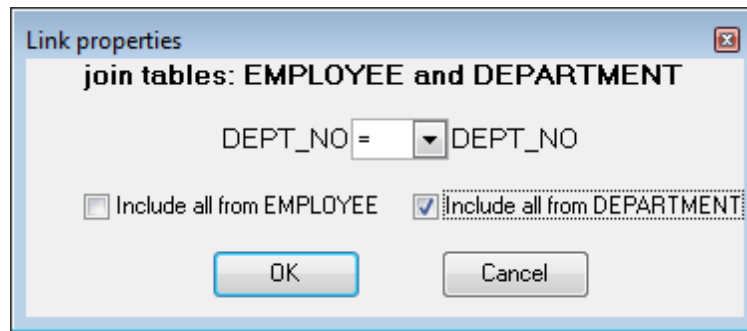 Link properties
join tables: EMPLOYEE and DEPARTMENT
DEPT_NO = DEPT_NO
Include all from EMPLOYEE Include all from DEPARTMENT
OK Cancel